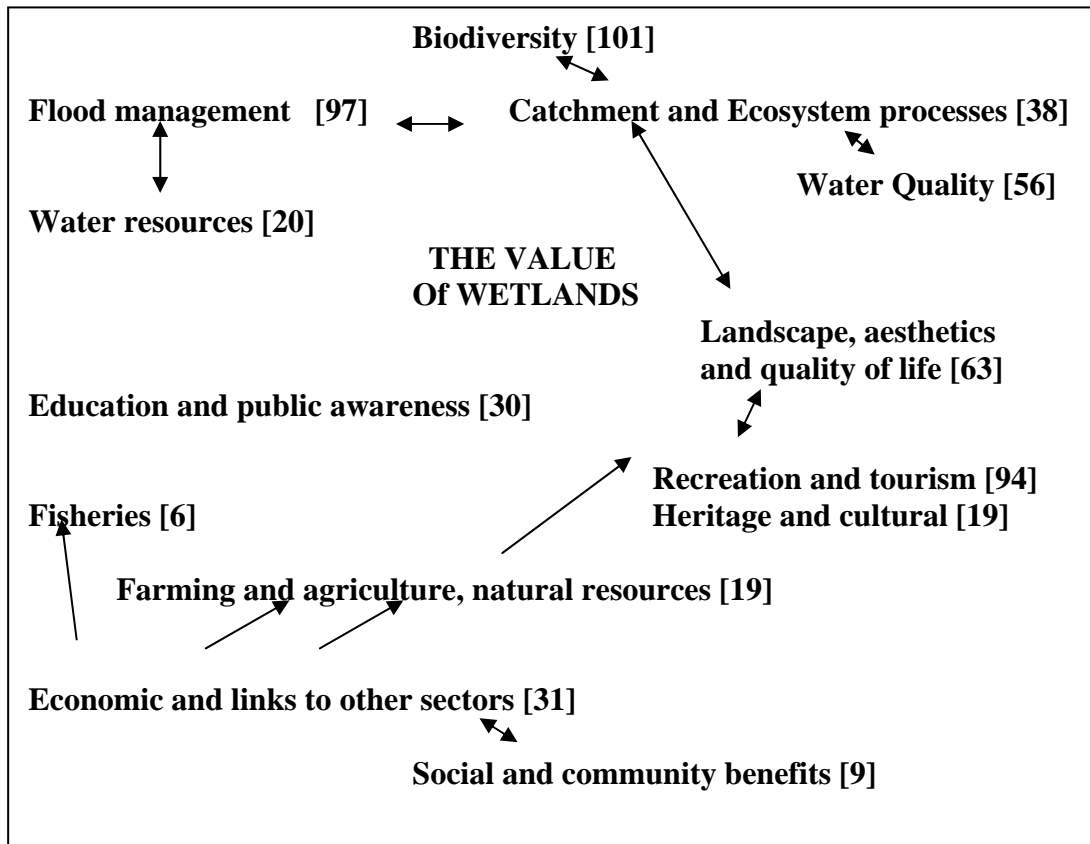 Biodiversity [101]
Flood management [97]
Catchment and Ecosystem processes [38]
Water Quality [56]
Water resources [20]
THE VALUE
Of WETLANDS
Landscape, aesthetics
and quality of life [63]
Education and public awareness [30]
Recreation and tourism [94]
Heritage and cultural [19]
Fisheries [6]
Farming and agriculture, natural resources [19]
Economic and links to other sectors [31]
Social and community benefits [9]